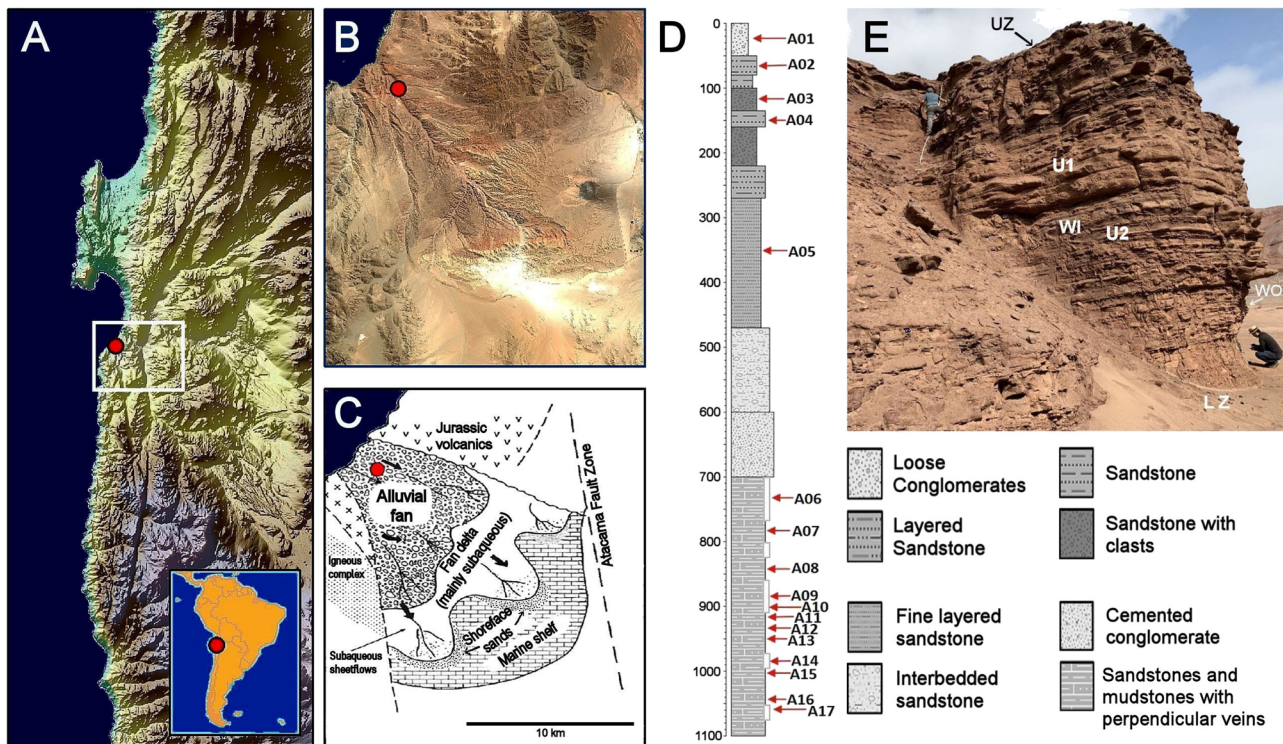 A
B
C
Jurassic
volcanics
Alluvial
fan
Fan delta
(mainly subaqueous)
Igneous
complex
Shoreface
sands
Marine shelf
Subaqueous
sheetflows
Atacama Fault Zone
10 km
D
0
100
200
300
400
500
600
700
800
900
1000
1100
A01
A02
A03
A04
A05
A06
A07
A08
A09
A10
A11
A12
A13
A14
A15
A16
A17
E
UZ
U1
WI
U2
WO
LZ
Loose
Conglomerates
Layered
Sandstone
Fine layered
sandstone
Interbedded
sandstone
Sandstone
Sandstone with
clasts
Cemented
conglomerate
Sandstones and
mudstones with
perpendicular veins